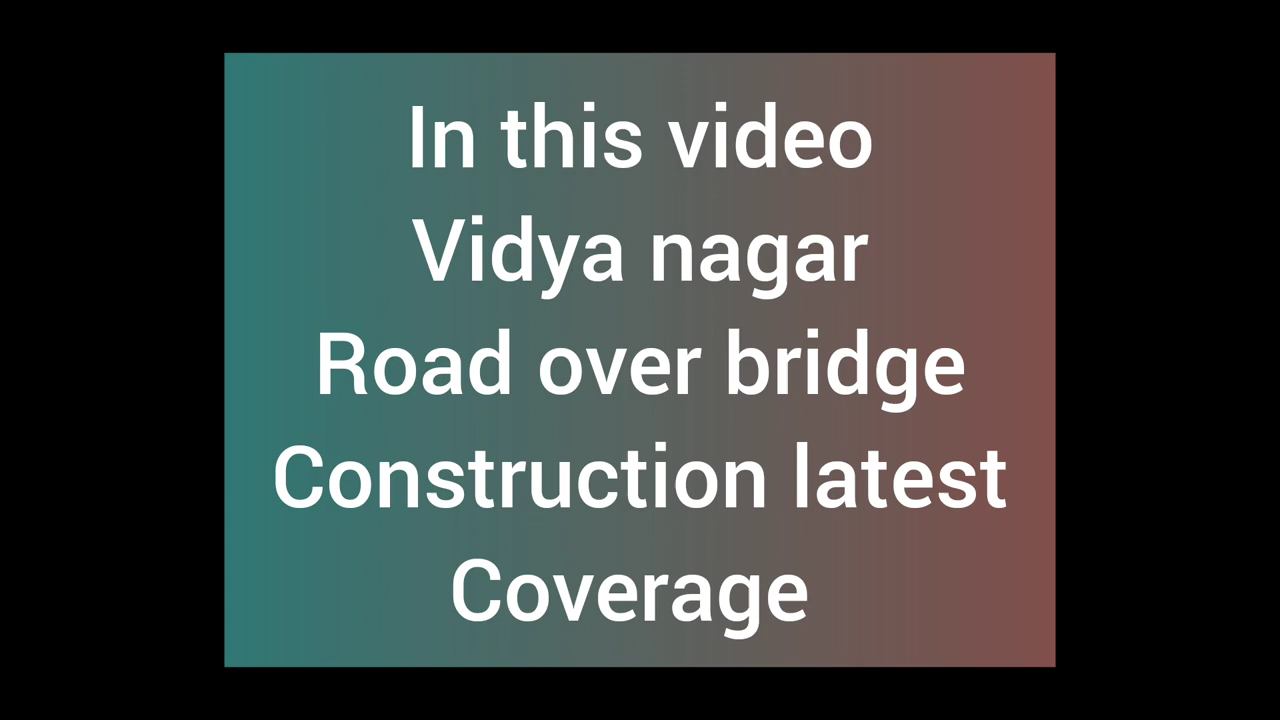 In this video
Vidya nagar
Road over bridge
Construction latest
Coverage